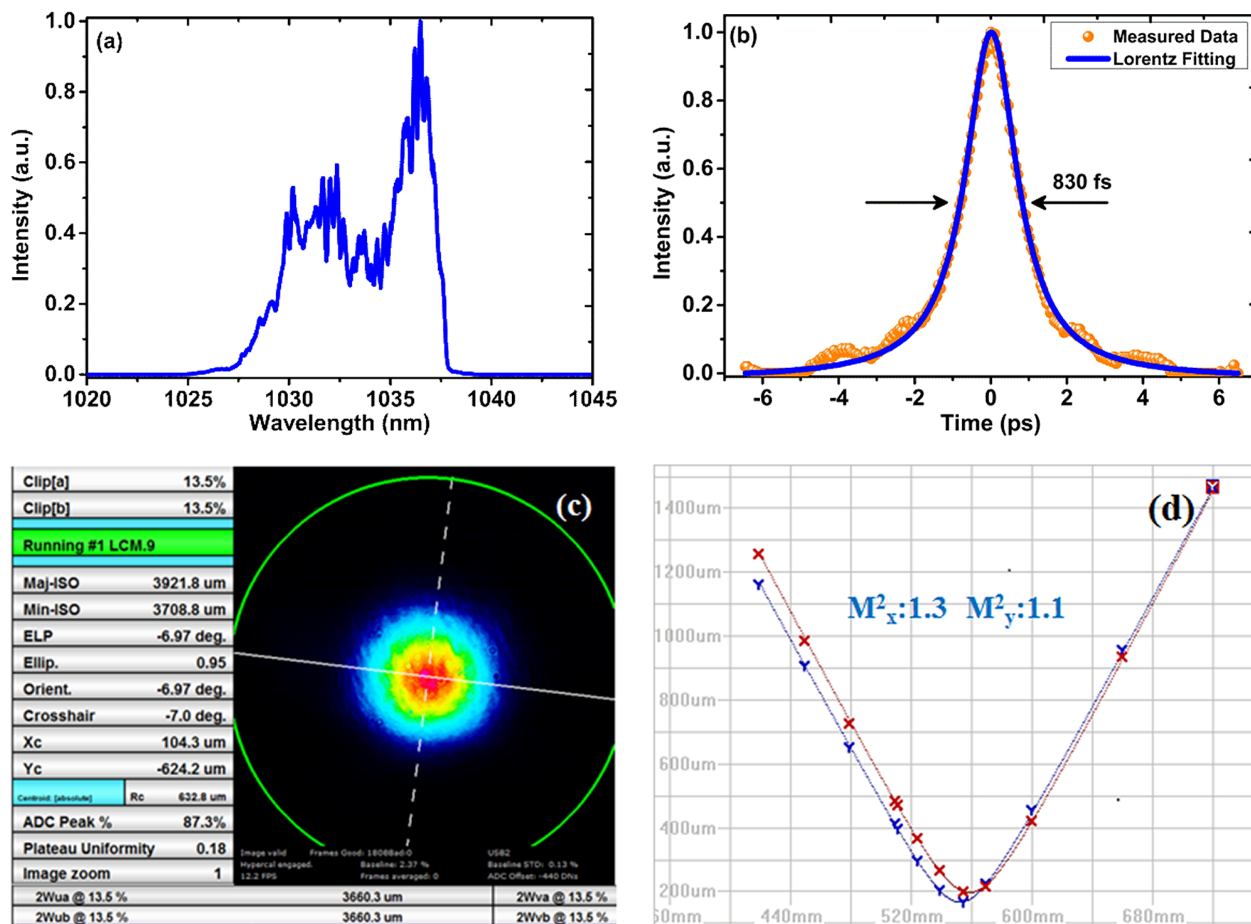 (a)
Intensity (a.u.)
1.0
0.8
0.6
0.4
0.2
0.0
1020 1025 1030 1035 1040 1045
Wavelength (nm)
(b)
Measured Data
Lorentz Fitting
830 fs
Intensity (a.u.)
1.0
0.8
0.6
0.4
0.2
0.0
-6 -4 -2 0 2 4 6
Time (ps)
Clip[a] 13.5%
Clip[b] 13.5%
Running #1 LCM.9
Maj-ISO 3921.8 um
Min-ISO 3708.8 um
ELP -6.97 deg.
Ellip. 0.95
Orient. -6.97 deg.
Crosshair -7.0 deg.
Xc 104.3 um
Yc -624.2 um
Centroid: [absolute] Rc 632.8 um
ADC Peak % 87.3%
Plateau Uniformity 0.18
Image zoom 1
2Wua @ 13.5 % 3660.3 um 2Wva @ 13.5 %
2Wub @ 13.5 % 3660.3 um 2Wvb @ 13.5 %
(c)
Image valid
Hypercal engaged.
12.2 FPS
Baseline: 2.37 %
Frames averaged: 0
USB2
Baseline STD: 0.13 %
ADC Offset: -440 DNs
(d)
M²x:1.3 M²y:1.1
1400um
1200um
1000um
800um
600um
400um
200um
60mm 440mm 520mm 600mm 680mm